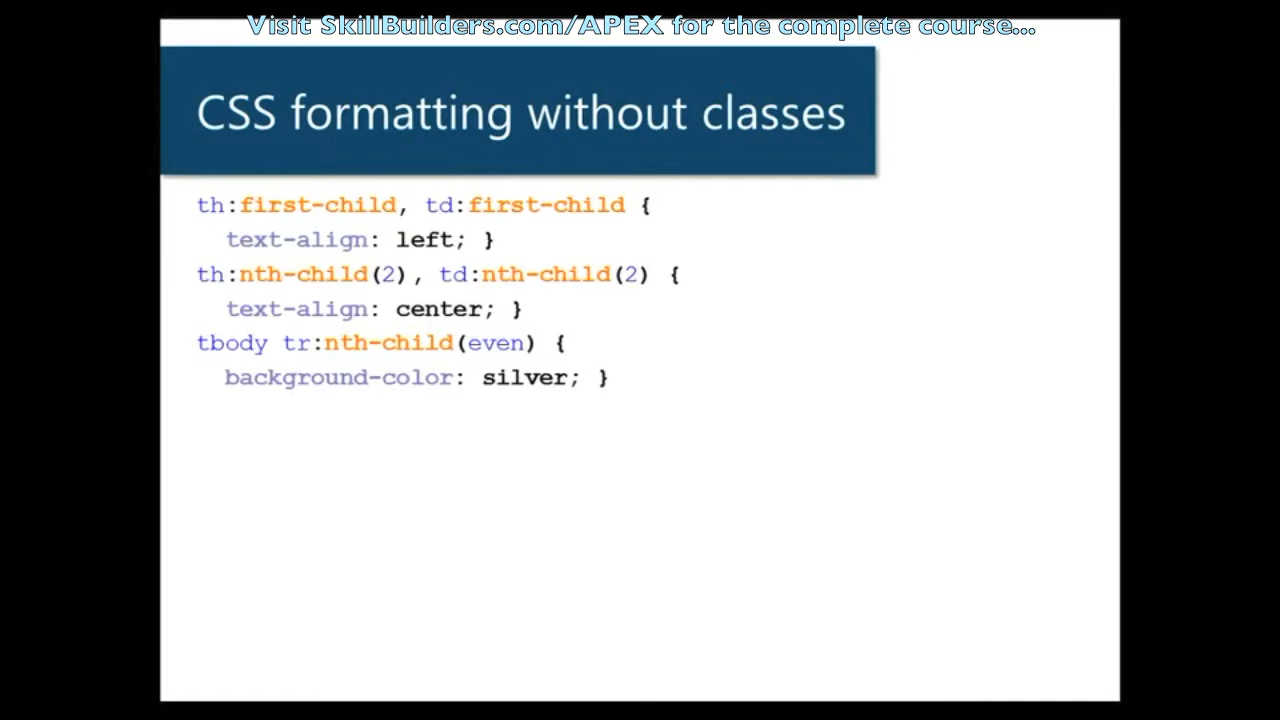 Visit SkillBuilders.com/APEX for the complete course...
CSS formatting without classes
th:first-child, td:first-child {
text-align: left; }
th:nth-child(2), td:nth-child(2) {
text-align: center; }
tbody tr:nth-child(even) {
background-color: silver; }